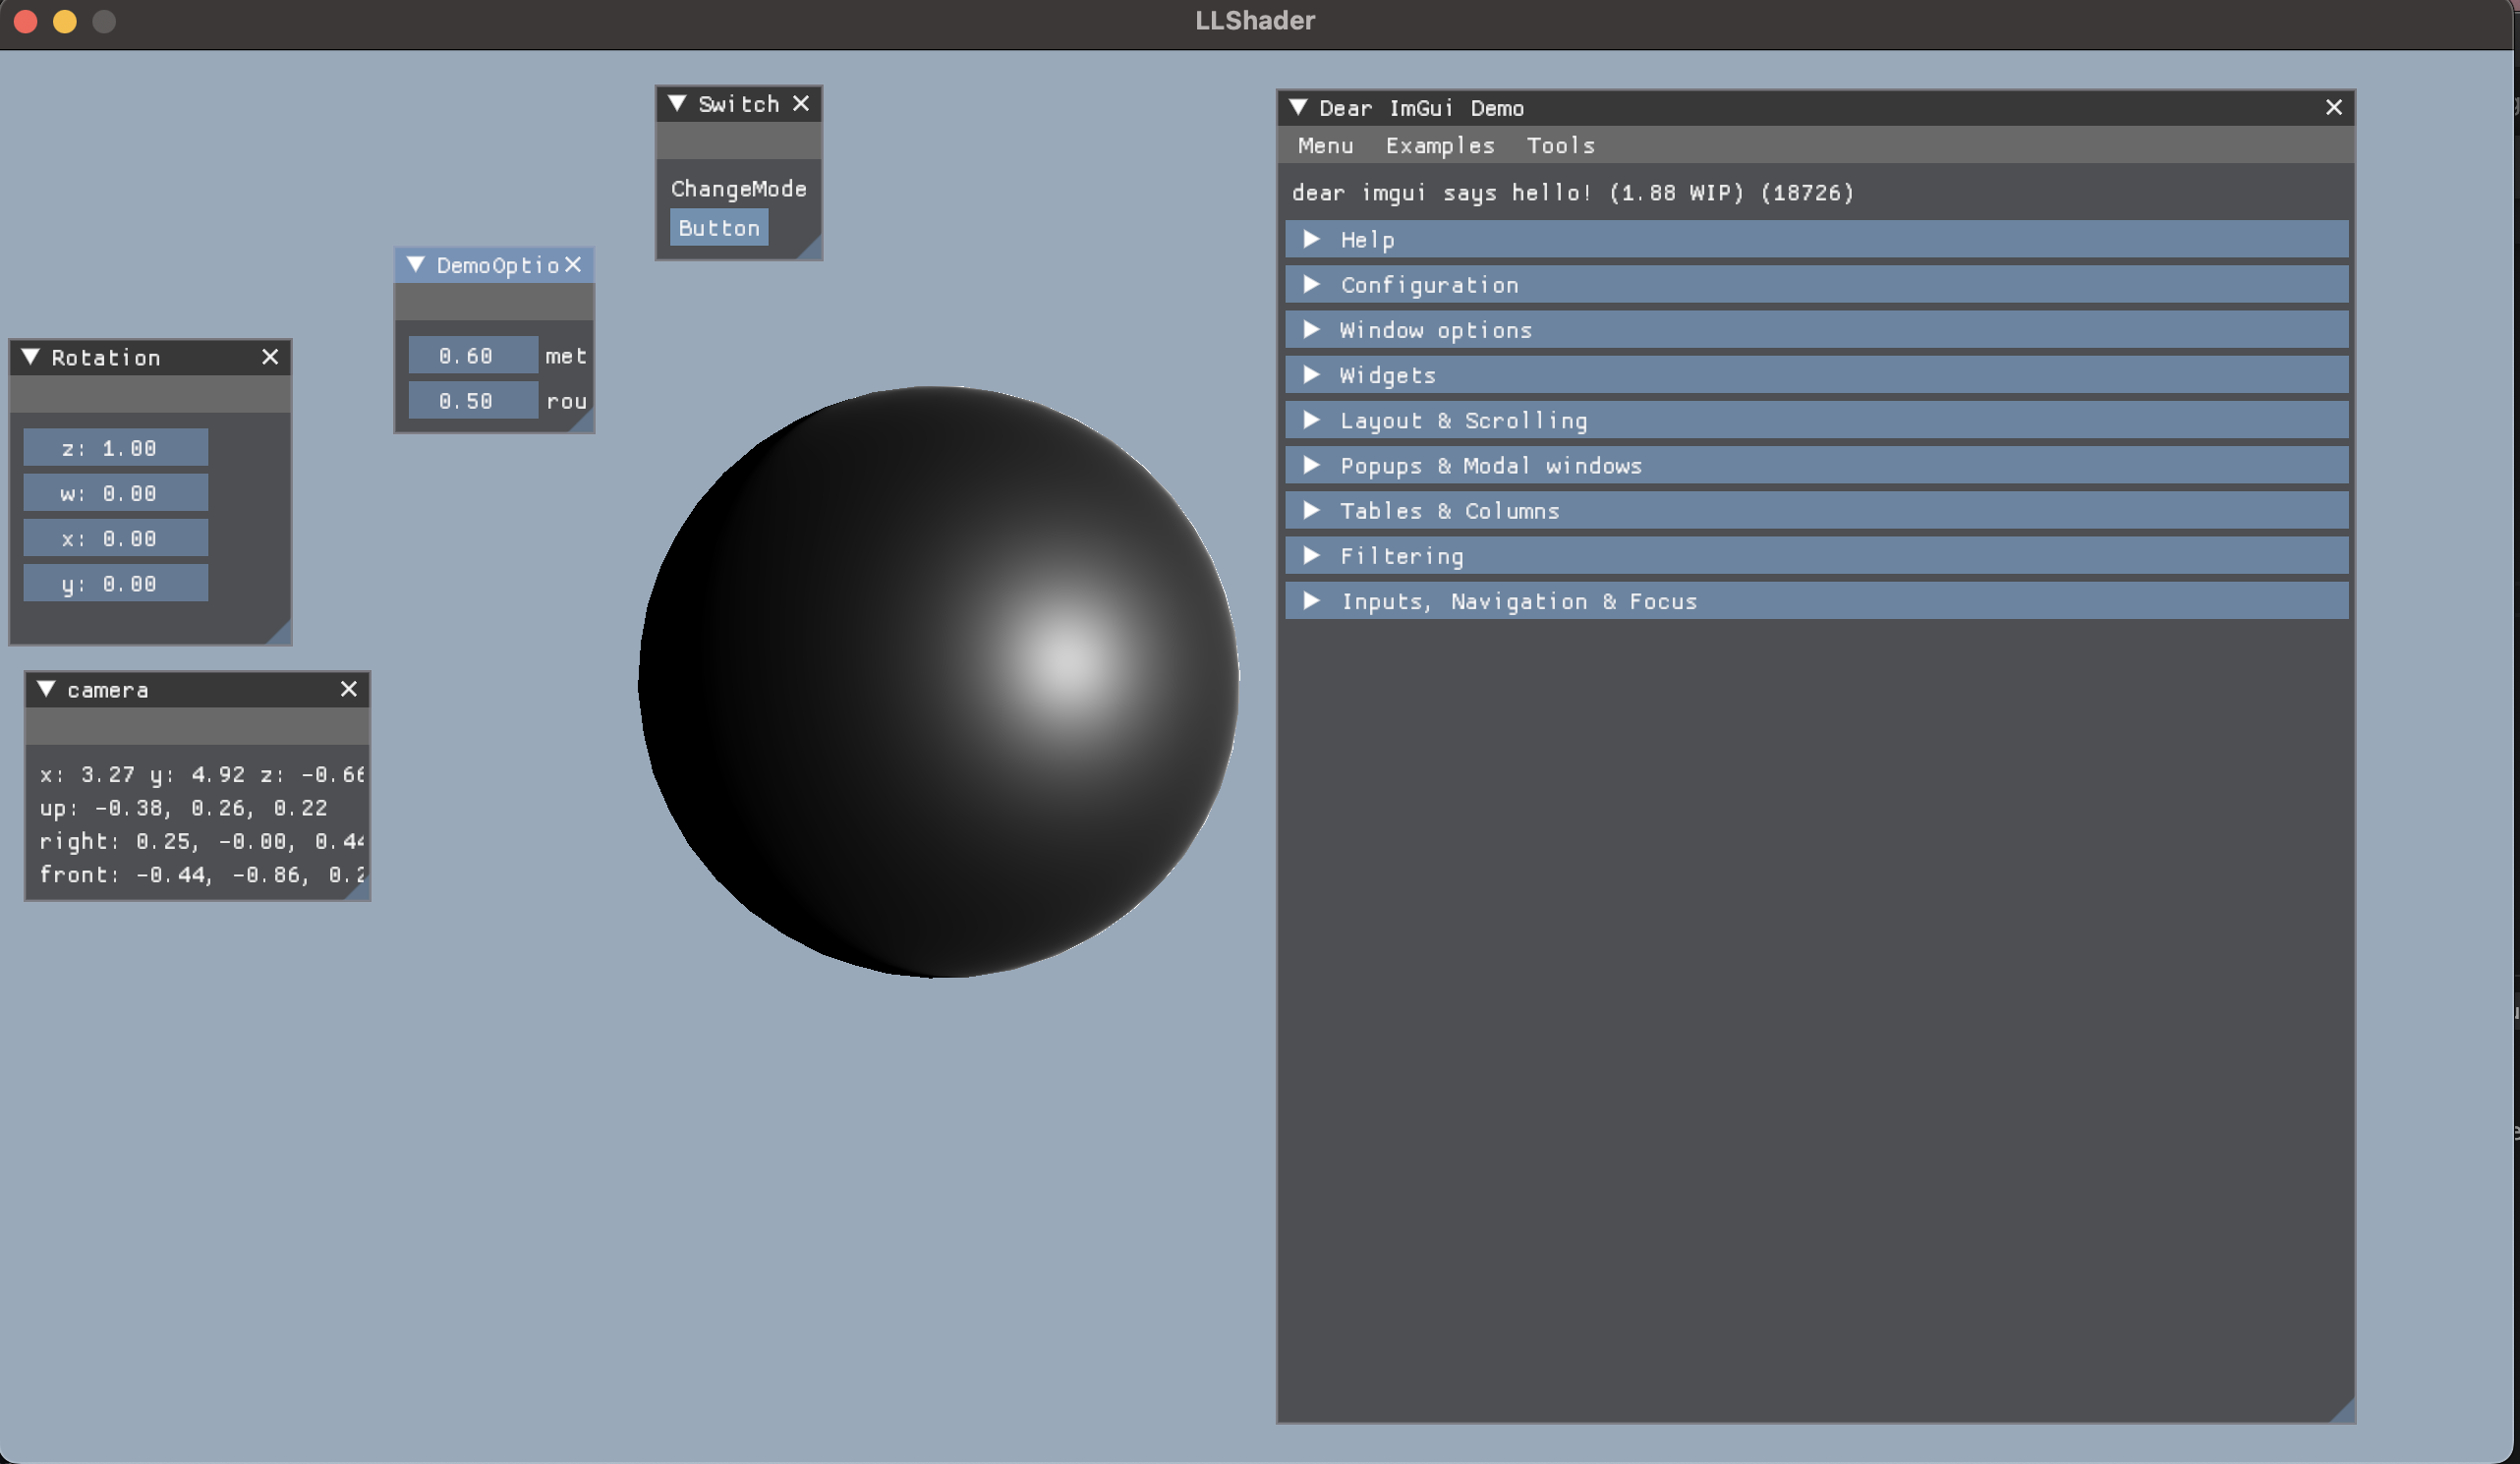 LLShader
Switch
ChangeMode
Button
DemoOptio
0.60 met
0.50 rou
Rotation
z: 1.00
w: 0.00
x: 0.00
y: 0.00
camera
x: 3.27 y: 4.92 z: -0.66
up: -0.38, 0.26, 0.22
right: 0.25, -0.00, 0.44
front: -0.44, -0.86, 0.2
Dear ImGui Demo
Menu Examples Tools
dear imgui says hello! (1.88 WIP) (18726)
Help
Configuration
Window options
Widgets
Layout & Scrolling
Popups & Modal windows
Tables & Columns
Filtering
Inputs, Navigation & Focus